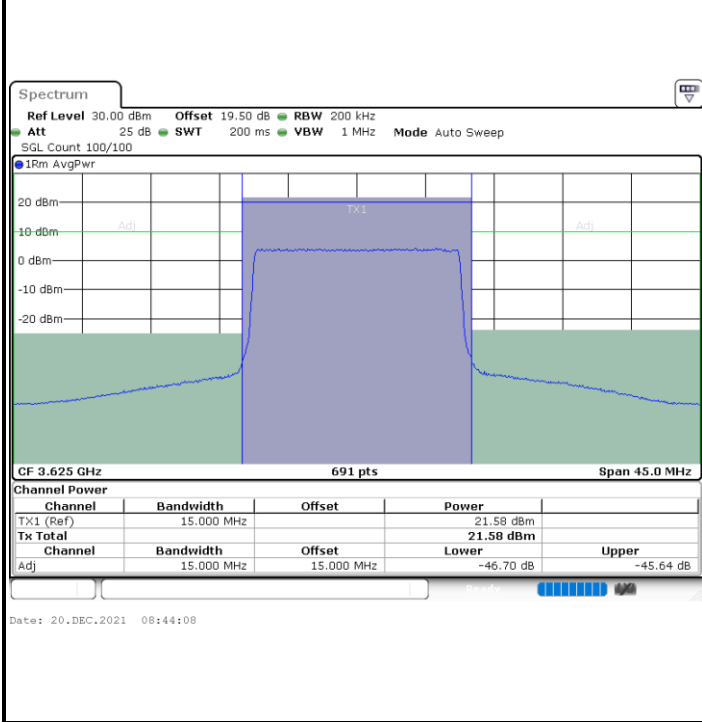 Spectrum
Ref Level 30.00 dBm Offset 19.50 dB RBW 200 kHz
Att 25 dB SWT 200 ms VBW 1 MHz Mode Auto Sweep
SGL Count 100/100
1Rm AvgPwr
20 dBm
TX1
Adj Adj
10 dBm
0 dBm
-10 dBm
-20 dBm
CF 3.625 GHz 691 pts Span 45.0 MHz
Channel Power
Channel Bandwidth Offset Power
TX1 (Ref) 15.000 MHz 21.58 dBm
Tx Total 21.58 dBm
Channel Bandwidth Offset Lower Upper
Adj 15.000 MHz 15.000 MHz -46.70 dB -45.64 dB
Ready
Date: 20.DEC.2021 08:44:08